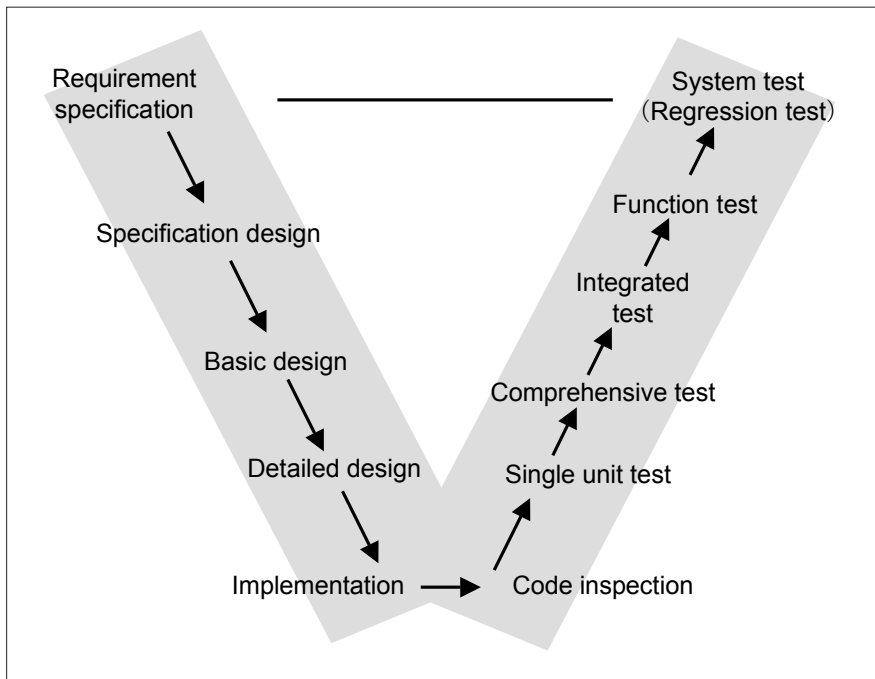 Requirement
specification
System test
（Regression test）
Function test
Specification design
Integrated
test
Basic design
Comprehensive test
Detailed design
Single unit test
Implementation
Code inspection